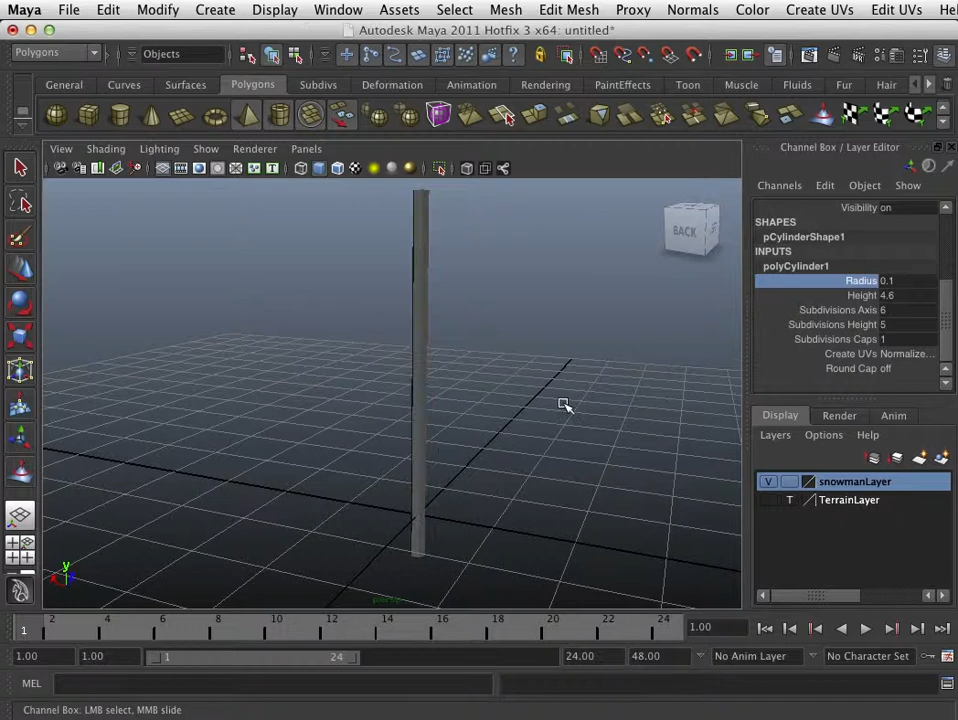 Maya File Edit Modify Create Display Window Assets Select Mesh Edit Mesh Proxy Normals Color Create UVs Edit UVs Hel
Autodesk Maya 2011 Hotfix 3 x64: untitled*
Polygons Objects
General Curves Surfaces Polygons Subdivs Deformation Animation Dynamics Rendering PaintEffects Toon Muscle Fluids Fur Hair
View Shading Lighting Show Renderer Panels
Channel Box / Layer Editor
Channels Edit Object Show
Visibility on
SHAPES
pCylinderShape1
INPUTS
polyCylinder1
Radius 0.1
Height 4.6
Subdivisions Axis 6
Subdivisions Height 5
Subdivisions Caps 1
Create UVs Normalize...
Round Cap off
BACK
Display Render Anim
Layers Options Help
V snowmanLayer
T TerrainLayer
y
persp
1 2 4 6 8 10 12 14 16 18 20 22 24 1.00
1.00 1.00 1 24 24.00 48.00 No Anim Layer No Character Set
MEL
Channel Box: LMB select, MMB slide